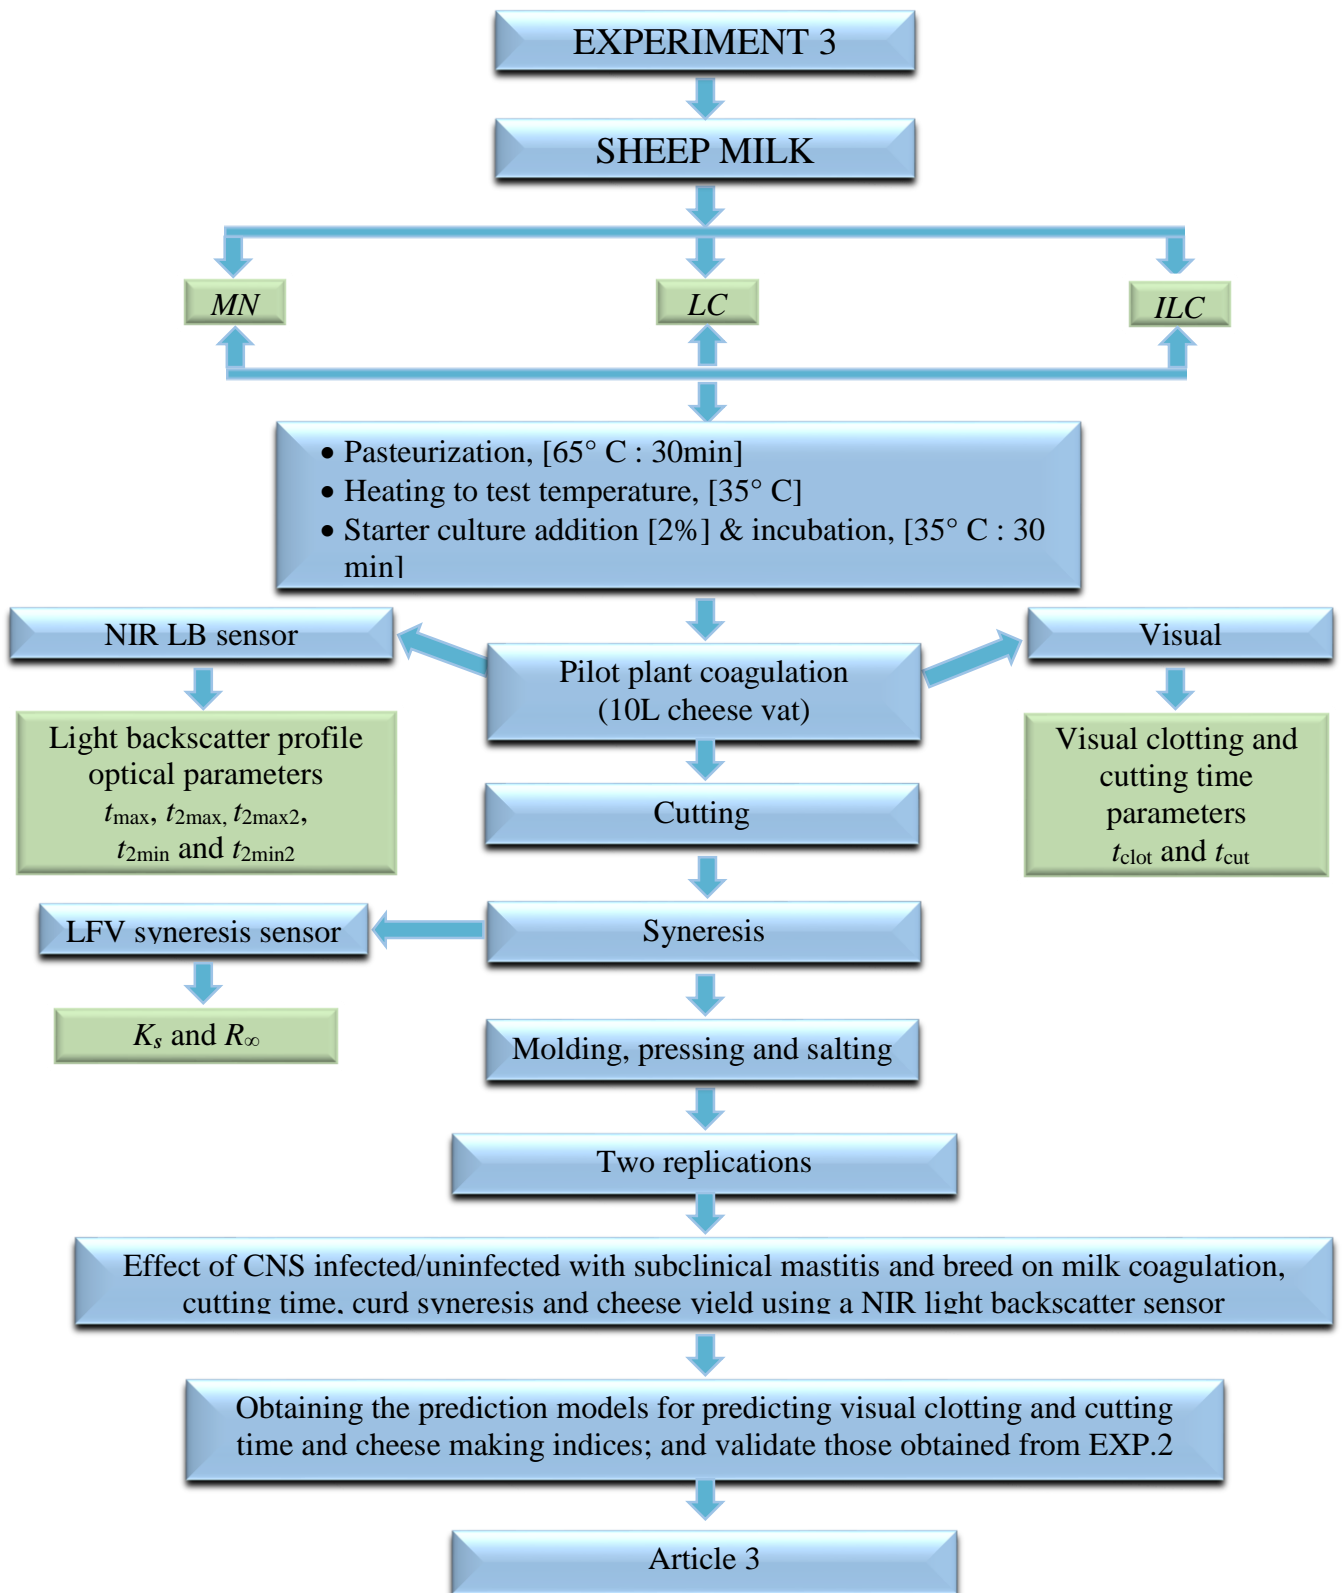 EXPERIMENT 3
SHEEP MILK
MN
LC
ILC
• Pasteurization, [65° C : 30min]
• Heating to test temperature, [35° C]
• Starter culture addition [2%] & incubation, [35° C : 30
min]
NIR LB sensor
Visual
Pilot plant coagulation
(10L cheese vat)
Light backscatter profile
optical parameters
tmax, t2max, t2max2,
t2min and t2min2
Visual clotting and
cutting time
parameters
tclot and tcut
Cutting
LFV syneresis sensor
Syneresis
Ks and R∞
Molding, pressing and salting
Two replications
Effect of CNS infected/uninfected with subclinical mastitis and breed on milk coagulation,
cutting time, curd syneresis and cheese yield using a NIR light backscatter sensor
Obtaining the prediction models for predicting visual clotting and cutting
time and cheese making indices; and validate those obtained from EXP.2
Article 3